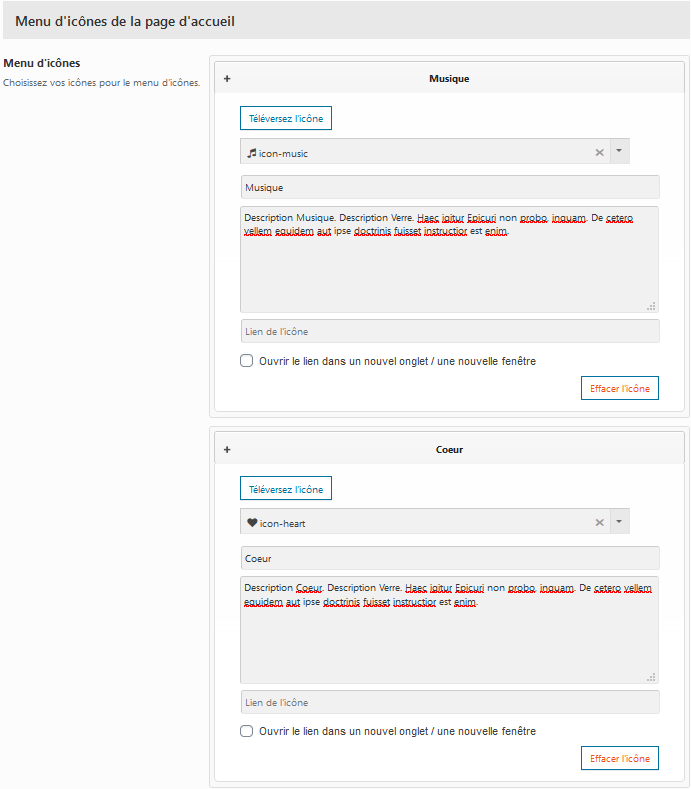 Menu d'icônes de la page d'accueil
Menu d'icônes
Choisissez vos icônes pour le menu d'icônes.
+ Musique
Téléversez l'icône
icon-music
Musique
Description Musique. Description Verre. Haec igitur Epicuri non probo, inquam. De cetero
vellem equidem aut ipse doctrinis fuisset instructior est enim.
Lien de l'icône
Ouvrir le lien dans un nouvel onglet / une nouvelle fenêtre
Effacer l'icône
+ Coeur
Téléversez l'icône
icon-heart
Coeur
Description Coeur. Description Verre. Haec igitur Epicuri non probo, inquam. De cetero vellem
equidem aut ipse doctrinis fuisset instructior est enim.
Lien de l'icône
Ouvrir le lien dans un nouvel onglet / une nouvelle fenêtre
Effacer l'icône